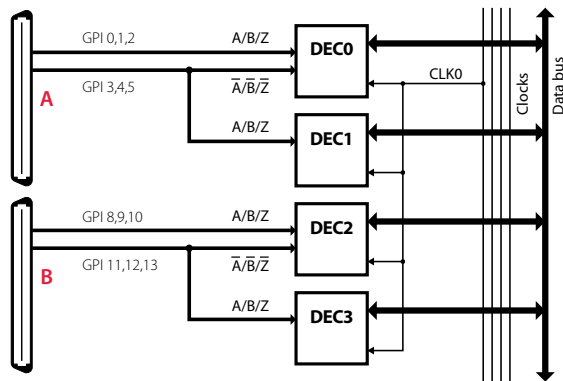 GPI 0,1,2
A/B/Z
DEC0
A
GPI 3,4,5
A̅/B̅/Z̅
CLK0
Clocks
Data bus
A/B/Z
DEC1
GPI 8,9,10
A/B/Z
DEC2
B
GPI 11,12,13
A̅/B̅/Z̅
A/B/Z
DEC3